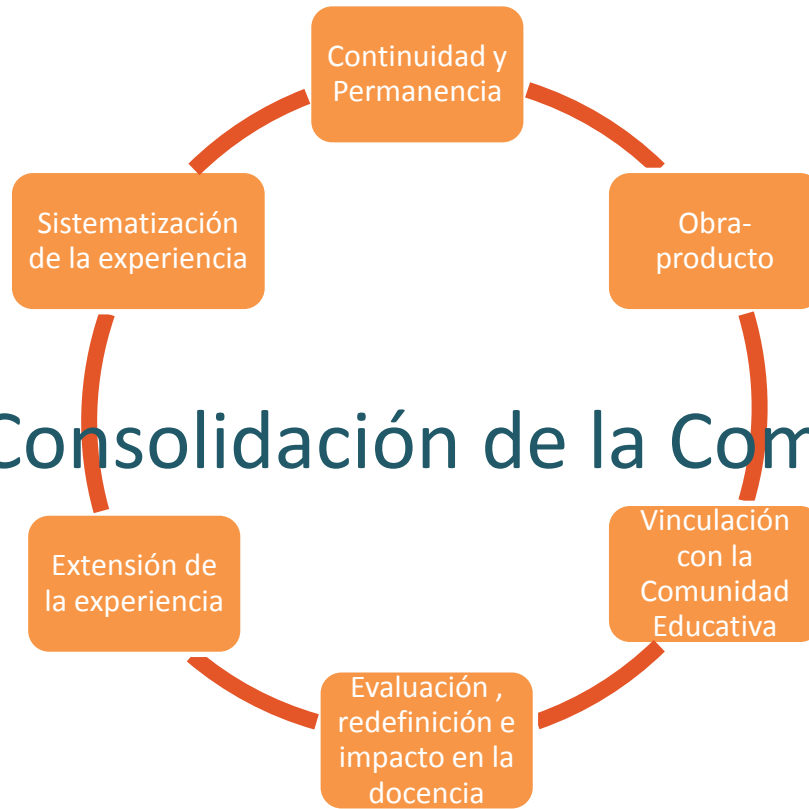 Continuidad y
Permanencia
Sistematización
de la experiencia
Obra-
producto
Consolidación de la Com
Extensión de
la experiencia
Vinculación
con la
Comunidad
Educativa
Evaluación ,
redefinición e
impacto en la
docencia